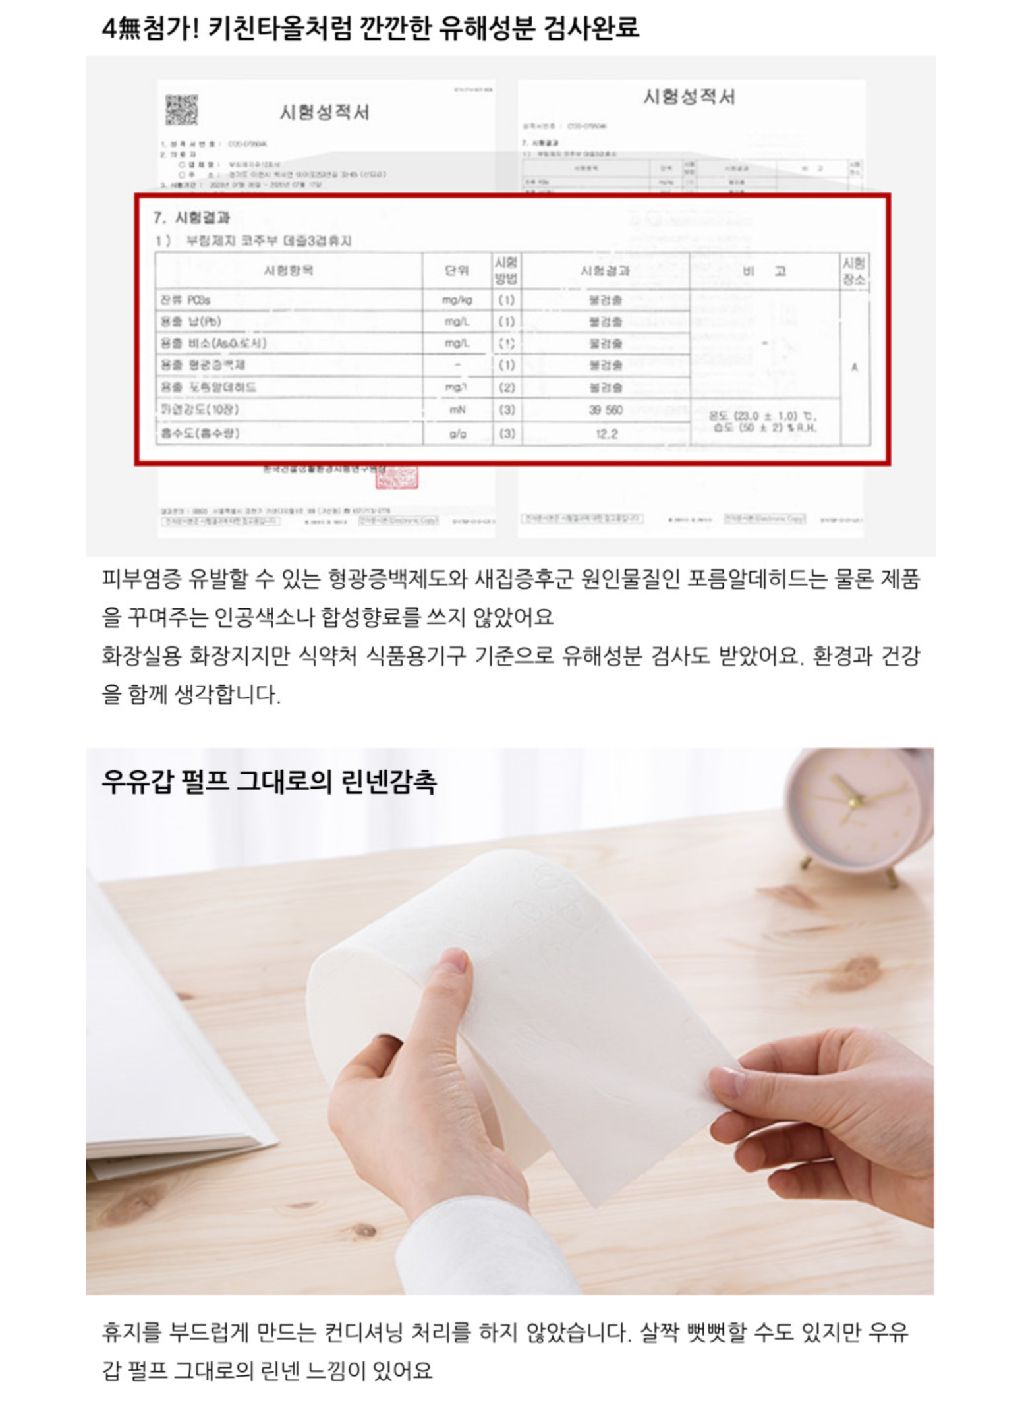 4無첨가! 키친타올처럼 깐깐한 유해성분 검사완료
시험성적서
시험성적서
7. 시험결과
1) 부림제지 코주부 데줄3겹휴지
시험항목 단위 시험방법 시험결과 비 고 시험장소
잔류 PCBs mg/kg (1) 불검출
용출 납(Pb) mg/L (1) 불검출
용출 비소 mg/L (1) 불검출 -
용출 형광증백제 - (1) 불검출 A
용출 포름알데히드 (2) 불검출
파열강도(10장) mN (3) 39 560 온도 (23.0 ± 1.0) ℃,
흡수도(흡수량) g/g (3) 12.2 습도 (50 ± 2) % R.H.
피부염증 유발할 수 있는 형광증백제도와 새집증후군 원인물질인 포름알데히드는 물론 제품
을 꾸며주는 인공색소나 합성향료를 쓰지 않았어요
화장실용 화장지지만 식약처 식품용기구 기준으로 유해성분 검사도 받았어요. 환경과 건강
을 함께 생각합니다.
우유갑 펄프 그대로의 린넨감촉
휴지를 부드럽게 만드는 컨디셔닝 처리를 하지 않았습니다. 살짝 뻣뻣할 수도 있지만 우유
갑 펄프 그대로의 린넨 느낌이 있어요